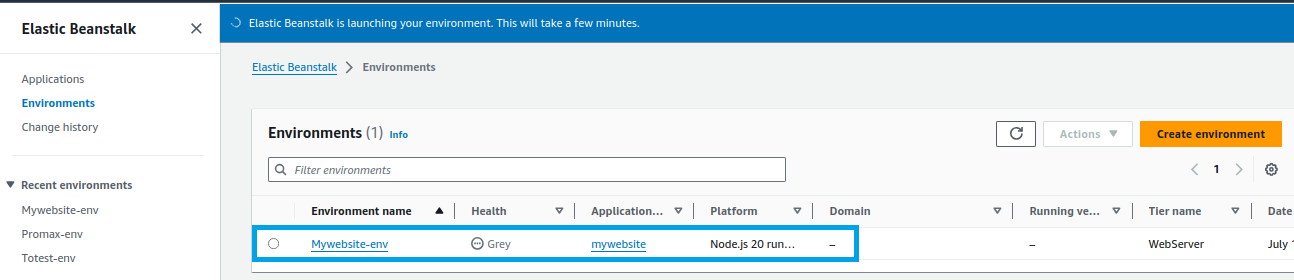 Elastic Beanstalk
Elastic Beanstalk is launching your environment. This will take a few minutes.
Applications
Environments
Change history
Recent environments
Mywebsite-env
Promax-env
Totest-env
Elastic Beanstalk > Environments
Environments (1) Info
Actions
Create environment
Filter environments
1
Environment name Health Application... Platform Domain Running ve... Tier name Date
Mywebsite-env Grey mywebsite Node.js 20 run... – – WebServer July 1